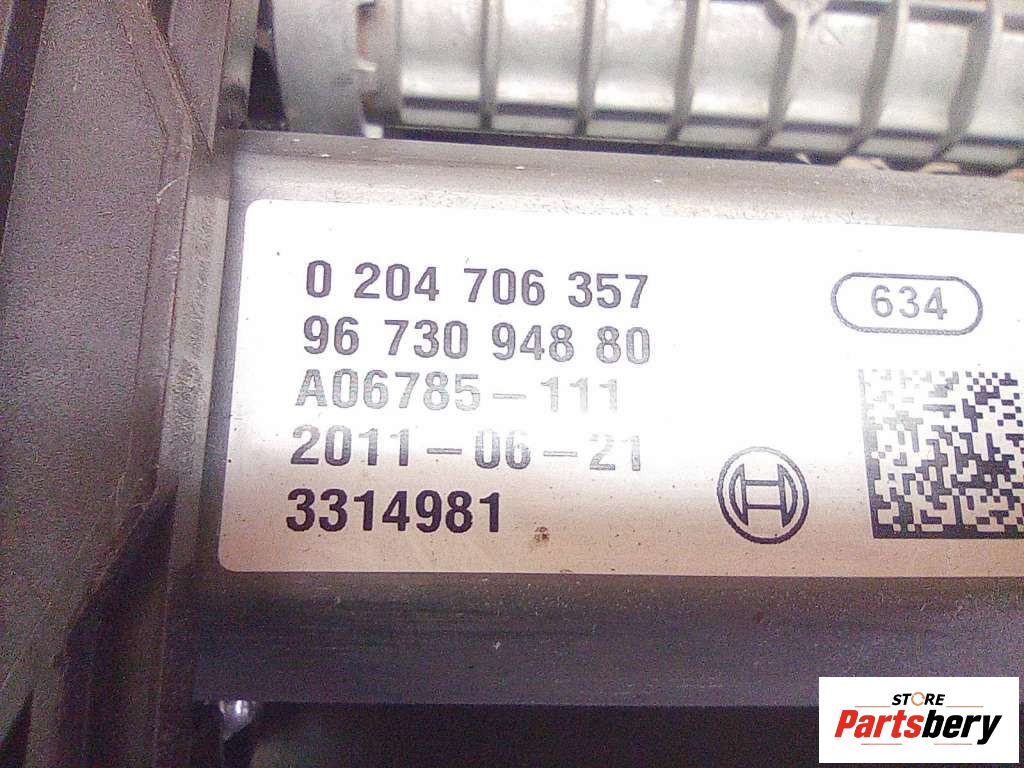 0 204 706 357
96 730 948 80
A06785-111
2011-06-21
3314981
634
STORE
Partsbery